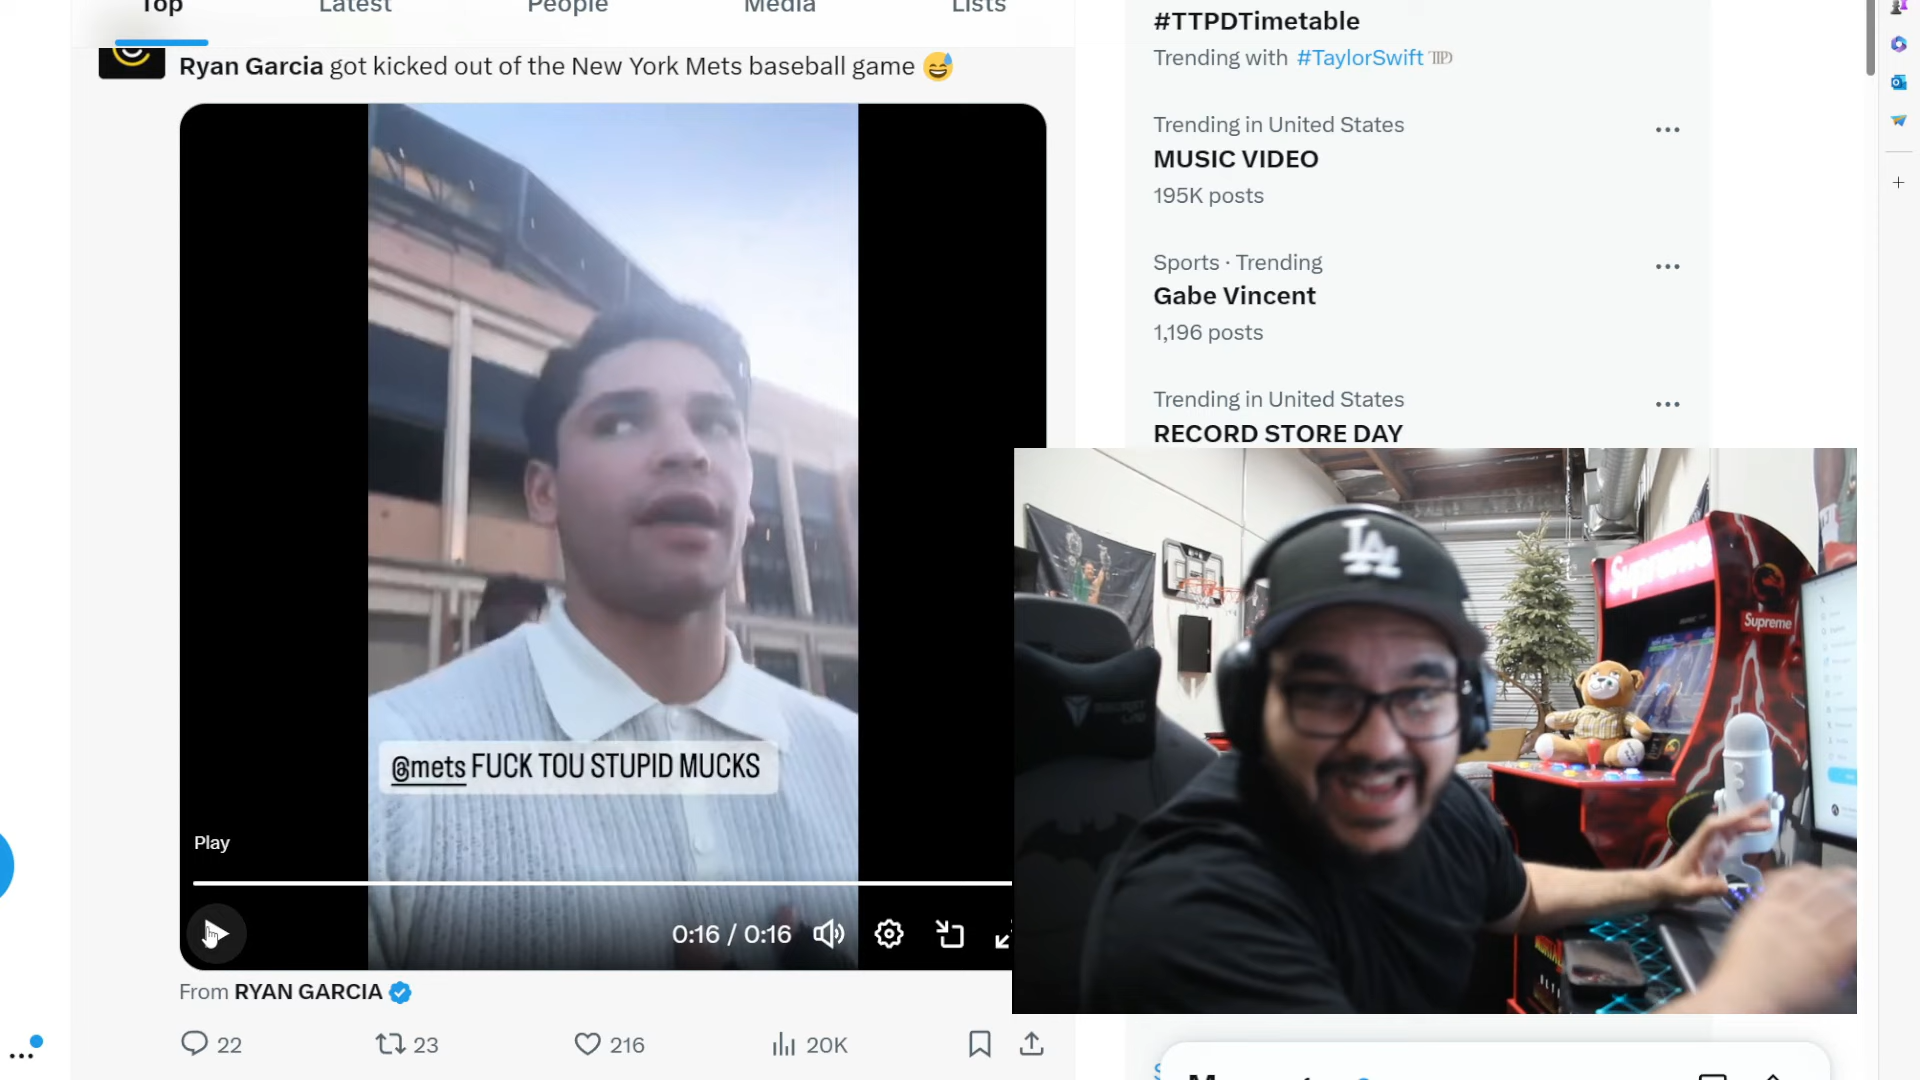 Top
Latest
People
Media
Lists
Ryan Garcia got kicked out of the New York Mets baseball game 😅
@mets FUCK TOU STUPID MUCKS
Play
0:16 / 0:16
From RYAN GARCIA
22
23
216
20K
#TTPDTimetable
Trending with #TaylorSwift
Trending in United States
MUSIC VIDEO
195K posts
Sports · Trending
Gabe Vincent
1,196 posts
Trending in United States
RECORD STORE DAY
LA
Supreme
Supreme